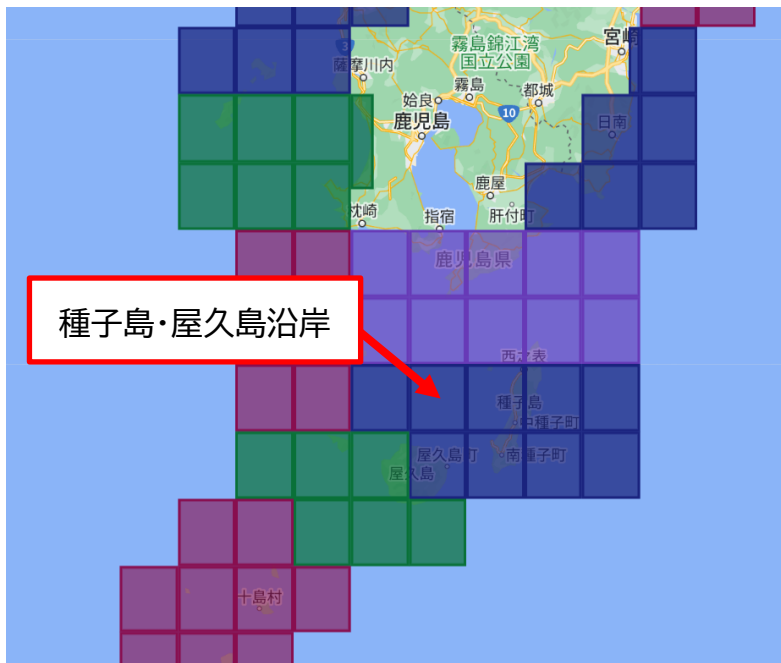 3
霧島錦江湾
国立公園
宮崎
薩摩川内
霧島
都城
姶良
10
鹿児島
日南
鹿屋
枕崎
指宿
肝付町
鹿児島県
種子島・屋久島沿岸
西之表
種子島
中種子町
屋久島町
南種子町
屋久島
十島村